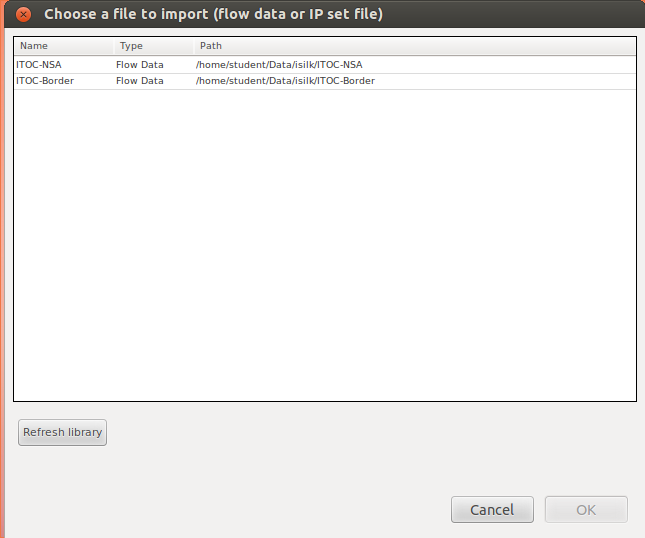 Choose a file to import (flow data or IP set file)
Name Type Path
ITOC-NSA Flow Data /home/student/Data/isilk/ITOC-NSA
ITOC-Border Flow Data /home/student/Data/isilk/ITOC-Border
Refresh library
Cancel OK